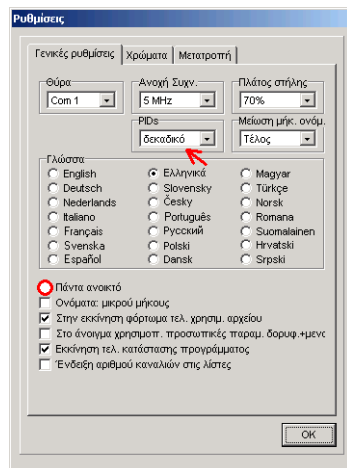 Ρυθμίσεις
Γενικές ρυθμίσεις Χρώματα Μετατροπή
Θύρα Ανοχή Συχν. Πλάτος στήλης
Com 1 5 MHz 70%
PIDs Μείωση μήκ. ονόμ.
δεκαδικό Τέλος
Γλώσσα
English Ελληνικά Magyar
Deutsch Slovensky Türkçe
Nederlands Česky Norsk
Italiano Português Romana
Français Русский Suomalainen
Svenska Polski Hrvatski
Español Dansk Srpski
Πάντα ανοικτό
Ονόματα: μικρού μήκους
Στην εκκίνηση φόρτωμα τελ. χρησιμ. αρχείου
Στο άνοιγμα χρησιμοπ. προσωπικές παραμ. δορυφ.+μενc
Εκκίνηση τελ. κατάστασης προγράμματος
Ένδειξη αριθμού καναλιών στις λίστες
OK